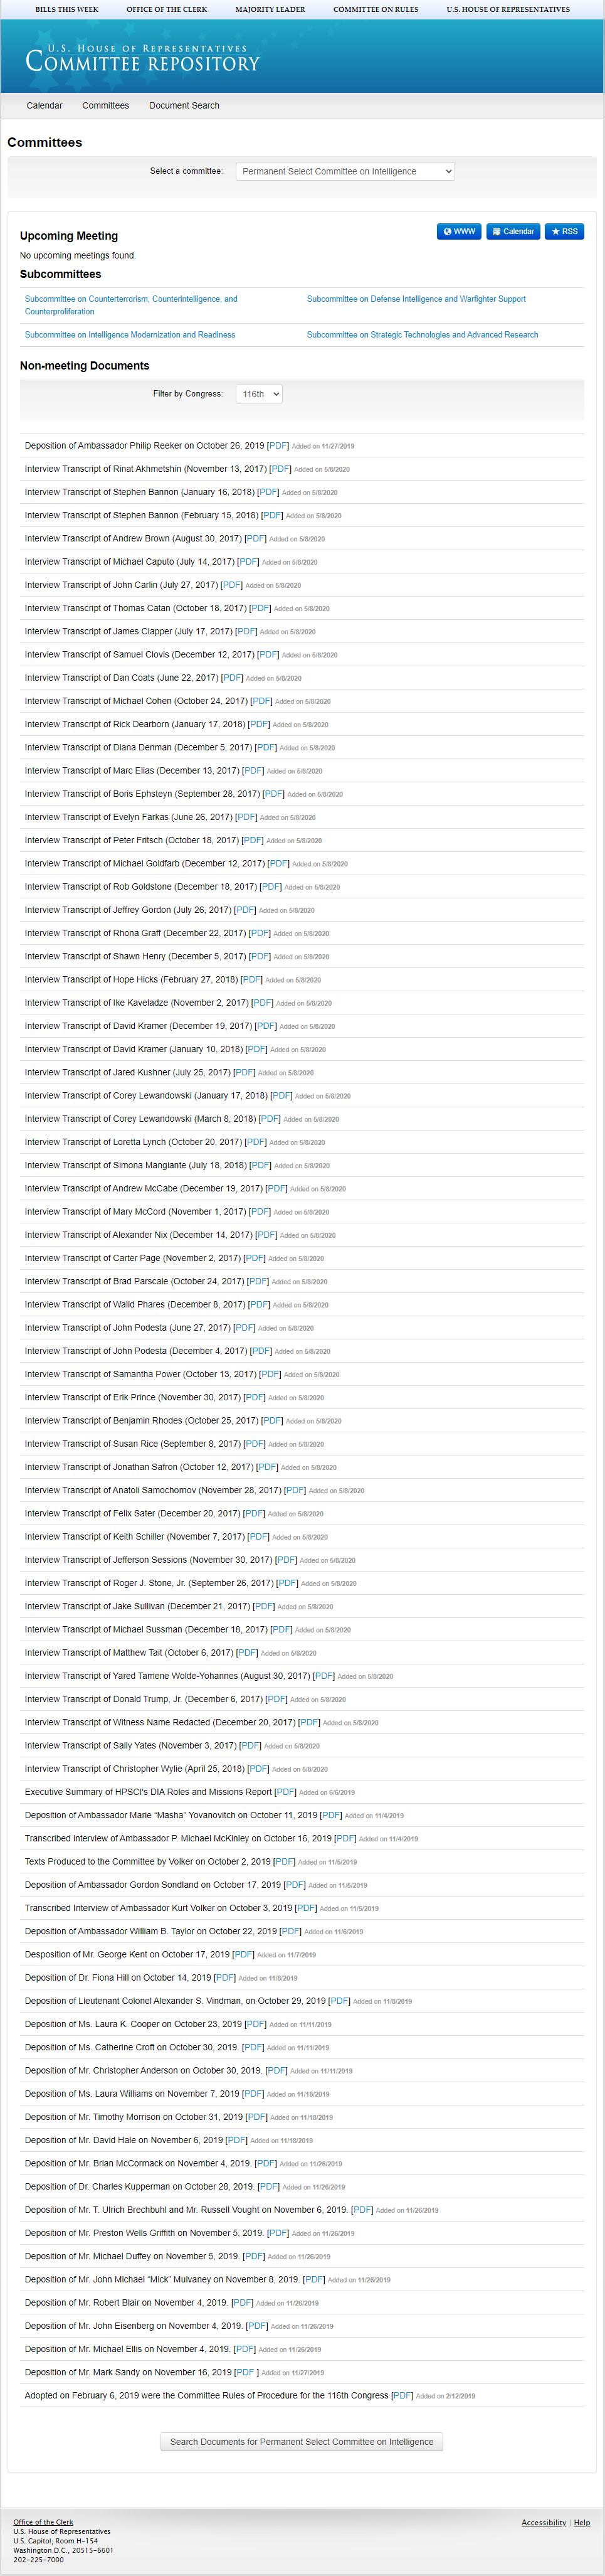 BILLS THIS WEEK OFFICE OF THE CLERK MAJORITY LEADER COMMITTEE ON RULES U.S. HOUSE OF REPRESENTATIVES
U.S. House of Representatives
Committee Repository
Calendar Committees Document Search
Committees
Select a committee: Permanent Select Committee on Intelligence
Upcoming Meeting WWW Calendar RSS
No upcoming meetings found.
Subcommittees
Subcommittee on Counterterrorism, Counterintelligence, and Counterproliferation
Subcommittee on Defense Intelligence and Warfighter Support
Subcommittee on Intelligence Modernization and Readiness
Subcommittee on Strategic Technologies and Advanced Research
Non-meeting Documents
Filter by Congress: 116th
Deposition of Ambassador Philip Reeker on October 26, 2019 [PDF] Added on 11/27/2019
Interview Transcript of Rinat Akhmetshin (November 13, 2017) [PDF] Added on 5/8/2020
Interview Transcript of Stephen Bannon (January 16, 2018) [PDF] Added on 5/8/2020
Interview Transcript of Stephen Bannon (February 15, 2018) [PDF] Added on 5/8/2020
Interview Transcript of Andrew Brown (August 30, 2017) [PDF] Added on 5/8/2020
Interview Transcript of Michael Caputo (July 14, 2017) [PDF] Added on 5/8/2020
Interview Transcript of John Carlin (July 27, 2017) [PDF] Added on 5/8/2020
Interview Transcript of Thomas Catan (October 18, 2017) [PDF] Added on 5/8/2020
Interview Transcript of James Clapper (July 17, 2017) [PDF] Added on 5/8/2020
Interview Transcript of Samuel Clovis (December 12, 2017) [PDF] Added on 5/8/2020
Interview Transcript of Dan Coats (June 22, 2017) [PDF] Added on 5/8/2020
Interview Transcript of Michael Cohen (October 24, 2017) [PDF] Added on 5/8/2020
Interview Transcript of Rick Dearborn (January 17, 2018) [PDF] Added on 5/8/2020
Interview Transcript of Diana Denman (December 5, 2017) [PDF] Added on 5/8/2020
Interview Transcript of Marc Elias (December 13, 2017) [PDF] Added on 5/8/2020
Interview Transcript of Boris Ephsteyn (September 28, 2017) [PDF] Added on 5/8/2020
Interview Transcript of Evelyn Farkas (June 26, 2017) [PDF] Added on 5/8/2020
Interview Transcript of Peter Fritsch (October 18, 2017) [PDF] Added on 5/8/2020
Interview Transcript of Michael Goldfarb (December 12, 2017) [PDF] Added on 5/8/2020
Interview Transcript of Rob Goldstone (December 18, 2017) [PDF] Added on 5/8/2020
Interview Transcript of Jeffrey Gordon (July 26, 2017) [PDF] Added on 5/8/2020
Interview Transcript of Rhona Graff (December 22, 2017) [PDF] Added on 5/8/2020
Interview Transcript of Shawn Henry (December 5, 2017) [PDF] Added on 5/8/2020
Interview Transcript of Hope Hicks (February 27, 2018) [PDF] Added on 5/8/2020
Interview Transcript of Ike Kaveladze (November 2, 2017) [PDF] Added on 5/8/2020
Interview Transcript of David Kramer (December 19, 2017) [PDF] Added on 5/8/2020
Interview Transcript of David Kramer (January 10, 2018) [PDF] Added on 5/8/2020
Interview Transcript of Jared Kushner (July 25, 2017) [PDF] Added on 5/8/2020
Interview Transcript of Corey Lewandowski (January 17, 2018) [PDF] Added on 5/8/2020
Interview Transcript of Corey Lewandowski (March 8, 2018) [PDF] Added on 5/8/2020
Interview Transcript of Loretta Lynch (October 20, 2017) [PDF] Added on 5/8/2020
Interview Transcript of Simona Mangiante (July 18, 2018) [PDF] Added on 5/8/2020
Interview Transcript of Andrew McCabe (December 19, 2017) [PDF] Added on 5/8/2020
Interview Transcript of Mary McCord (November 1, 2017) [PDF] Added on 5/8/2020
Interview Transcript of Alexander Nix (December 14, 2017) [PDF] Added on 5/8/2020
Interview Transcript of Carter Page (November 2, 2017) [PDF] Added on 5/8/2020
Interview Transcript of Brad Parscale (October 24, 2017) [PDF] Added on 5/8/2020
Interview Transcript of Walid Phares (December 8, 2017) [PDF] Added on 5/8/2020
Interview Transcript of John Podesta (June 27, 2017) [PDF] Added on 5/8/2020
Interview Transcript of John Podesta (December 4, 2017) [PDF] Added on 5/8/2020
Interview Transcript of Samantha Power (October 13, 2017) [PDF] Added on 5/8/2020
Interview Transcript of Erik Prince (November 30, 2017) [PDF] Added on 5/8/2020
Interview Transcript of Benjamin Rhodes (October 25, 2017) [PDF] Added on 5/8/2020
Interview Transcript of Susan Rice (September 8, 2017) [PDF] Added on 5/8/2020
Interview Transcript of Jonathan Safron (October 12, 2017) [PDF] Added on 5/8/2020
Interview Transcript of Anatoli Samochornov (November 28, 2017) [PDF] Added on 5/8/2020
Interview Transcript of Felix Sater (December 20, 2017) [PDF] Added on 5/8/2020
Interview Transcript of Keith Schiller (November 7, 2017) [PDF] Added on 5/8/2020
Interview Transcript of Jefferson Sessions (November 30, 2017) [PDF] Added on 5/8/2020
Interview Transcript of Roger J. Stone, Jr. (September 26, 2017) [PDF] Added on 5/8/2020
Interview Transcript of Jake Sullivan (December 21, 2017) [PDF] Added on 5/8/2020
Interview Transcript of Michael Sussman (December 18, 2017) [PDF] Added on 5/8/2020
Interview Transcript of Matthew Tait (October 6, 2017) [PDF] Added on 5/8/2020
Interview Transcript of Yared Tamene Wolde-Yohannes (August 30, 2017) [PDF] Added on 5/8/2020
Interview Transcript of Donald Trump, Jr. (December 6, 2017) [PDF] Added on 5/8/2020
Interview Transcript of Witness Name Redacted (December 20, 2017) [PDF] Added on 5/8/2020
Interview Transcript of Sally Yates (November 3, 2017) [PDF] Added on 5/8/2020
Interview Transcript of Christopher Wylie (April 25, 2018) [PDF] Added on 5/8/2020
Executive Summary of HPSCI's DIA Roles and Missions Report [PDF] Added on 6/6/2019
Deposition of Ambassador Marie “Masha” Yovanovitch on October 11, 2019 [PDF] Added on 11/4/2019
Transcribed interview of Ambassador P. Michael McKinley on October 16, 2019 [PDF] Added on 11/4/2019
Texts Produced to the Committee by Volker on October 2, 2019 [PDF] Added on 11/5/2019
Deposition of Ambassador Gordon Sondland on October 17, 2019 [PDF] Added on 11/5/2019
Transcribed Interview of Ambassador Kurt Volker on October 3, 2019 [PDF] Added on 11/5/2019
Deposition of Ambassador William B. Taylor on October 22, 2019 [PDF] Added on 11/6/2019
Desposition of Mr. George Kent on October 17, 2019 [PDF] Added on 11/7/2019
Deposition of Dr. Fiona Hill on October 14, 2019 [PDF] Added on 11/8/2019
Deposition of Lieutenant Colonel Alexander S. Vindman, on October 29, 2019 [PDF] Added on 11/8/2019
Deposition of Ms. Laura K. Cooper on October 23, 2019 [PDF] Added on 11/11/2019
Deposition of Ms. Catherine Croft on October 30, 2019. [PDF] Added on 11/11/2019
Deposition of Mr. Christopher Anderson on October 30, 2019. [PDF] Added on 11/11/2019
Deposition of Ms. Laura Williams on November 7, 2019 [PDF] Added on 11/18/2019
Deposition of Mr. Timothy Morrison on October 31, 2019 [PDF] Added on 11/18/2019
Deposition of Mr. David Hale on November 6, 2019 [PDF] Added on 11/18/2019
Deposition of Mr. Brian McCormack on November 4, 2019. [PDF] Added on 11/26/2019
Deposition of Dr. Charles Kupperman on October 28, 2019. [PDF] Added on 11/26/2019
Deposition of Mr. T. Ulrich Brechbuhl and Mr. Russell Vought on November 6, 2019. [PDF] Added on 11/26/2019
Deposition of Mr. Preston Wells Griffith on November 5, 2019. [PDF] Added on 11/26/2019
Deposition of Mr. Michael Duffey on November 5, 2019. [PDF] Added on 11/26/2019
Deposition of Mr. John Michael “Mick” Mulvaney on November 8, 2019. [PDF] Added on 11/26/2019
Deposition of Mr. Robert Blair on November 4, 2019. [PDF] Added on 11/26/2019
Deposition of Mr. John Eisenberg on November 4, 2019. [PDF] Added on 11/26/2019
Deposition of Mr. Michael Ellis on November 4, 2019. [PDF] Added on 11/26/2019
Deposition of Mr. Mark Sandy on November 16, 2019 [PDF ] Added on 11/27/2019
Adopted on February 6, 2019 were the Committee Rules of Procedure for the 116th Congress [PDF] Added on 2/12/2019
Search Documents for Permanent Select Committee on Intelligence
Office of the Clerk Accessibility | Help
U.S. House of Representatives
U.S. Capitol, Room H-154
Washington D.C., 20515-6601
202-225-7000